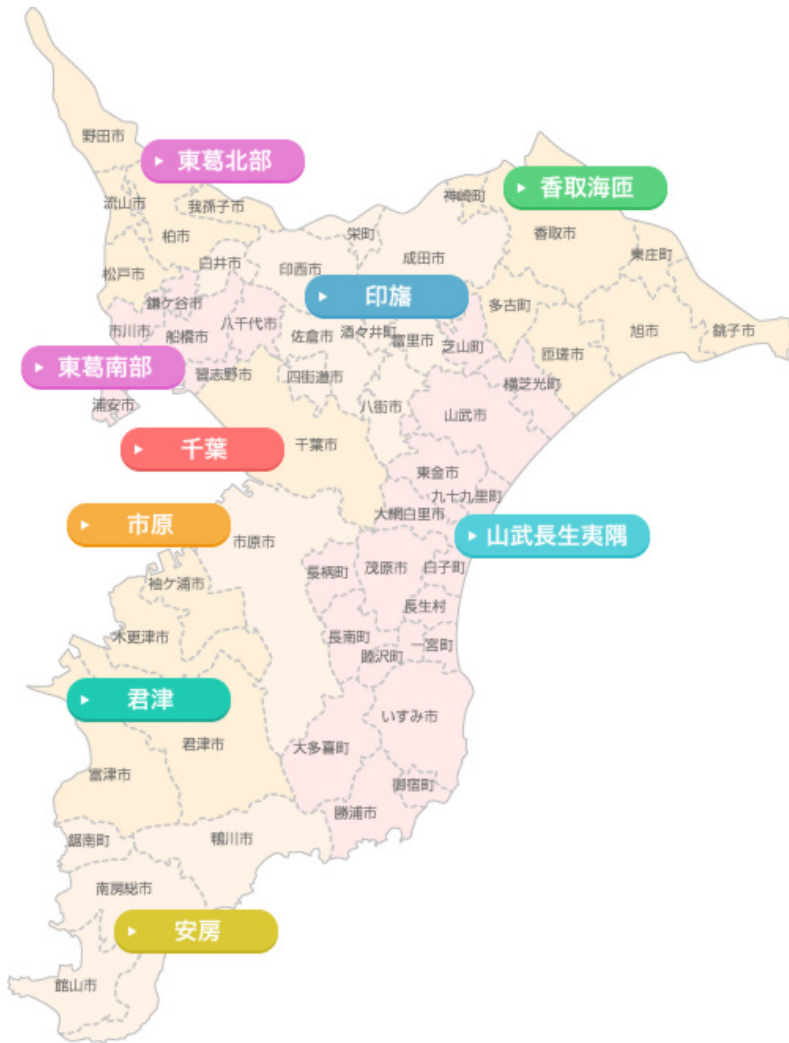 野田市
東葛北部
流山市
我孫子市
柏市
松戸市
白井市
印西市
栄町
成田市
神崎町
香取海匝
香取市
東庄町
印旛
多古町
旭市
銚子市
匝瑳市
鎌ケ谷市
市川市
船橋市
八千代市
佐倉市
酒々井町
富里市
芝山町
東葛南部
習志野市
四街道市
八街市
横芝光町
山武市
浦安市
千葉
千葉市
東金市
九十九里町
大網白里市
市原
市原市
山武長生夷隅
長柄町
茂原市
白子町
袖ケ浦市
長生村
木更津市
長南町
睦沢町
一宮町
君津
君津市
いすみ市
大多喜町
富津市
御宿町
勝浦市
鋸南町
鴨川市
南房総市
安房
館山市